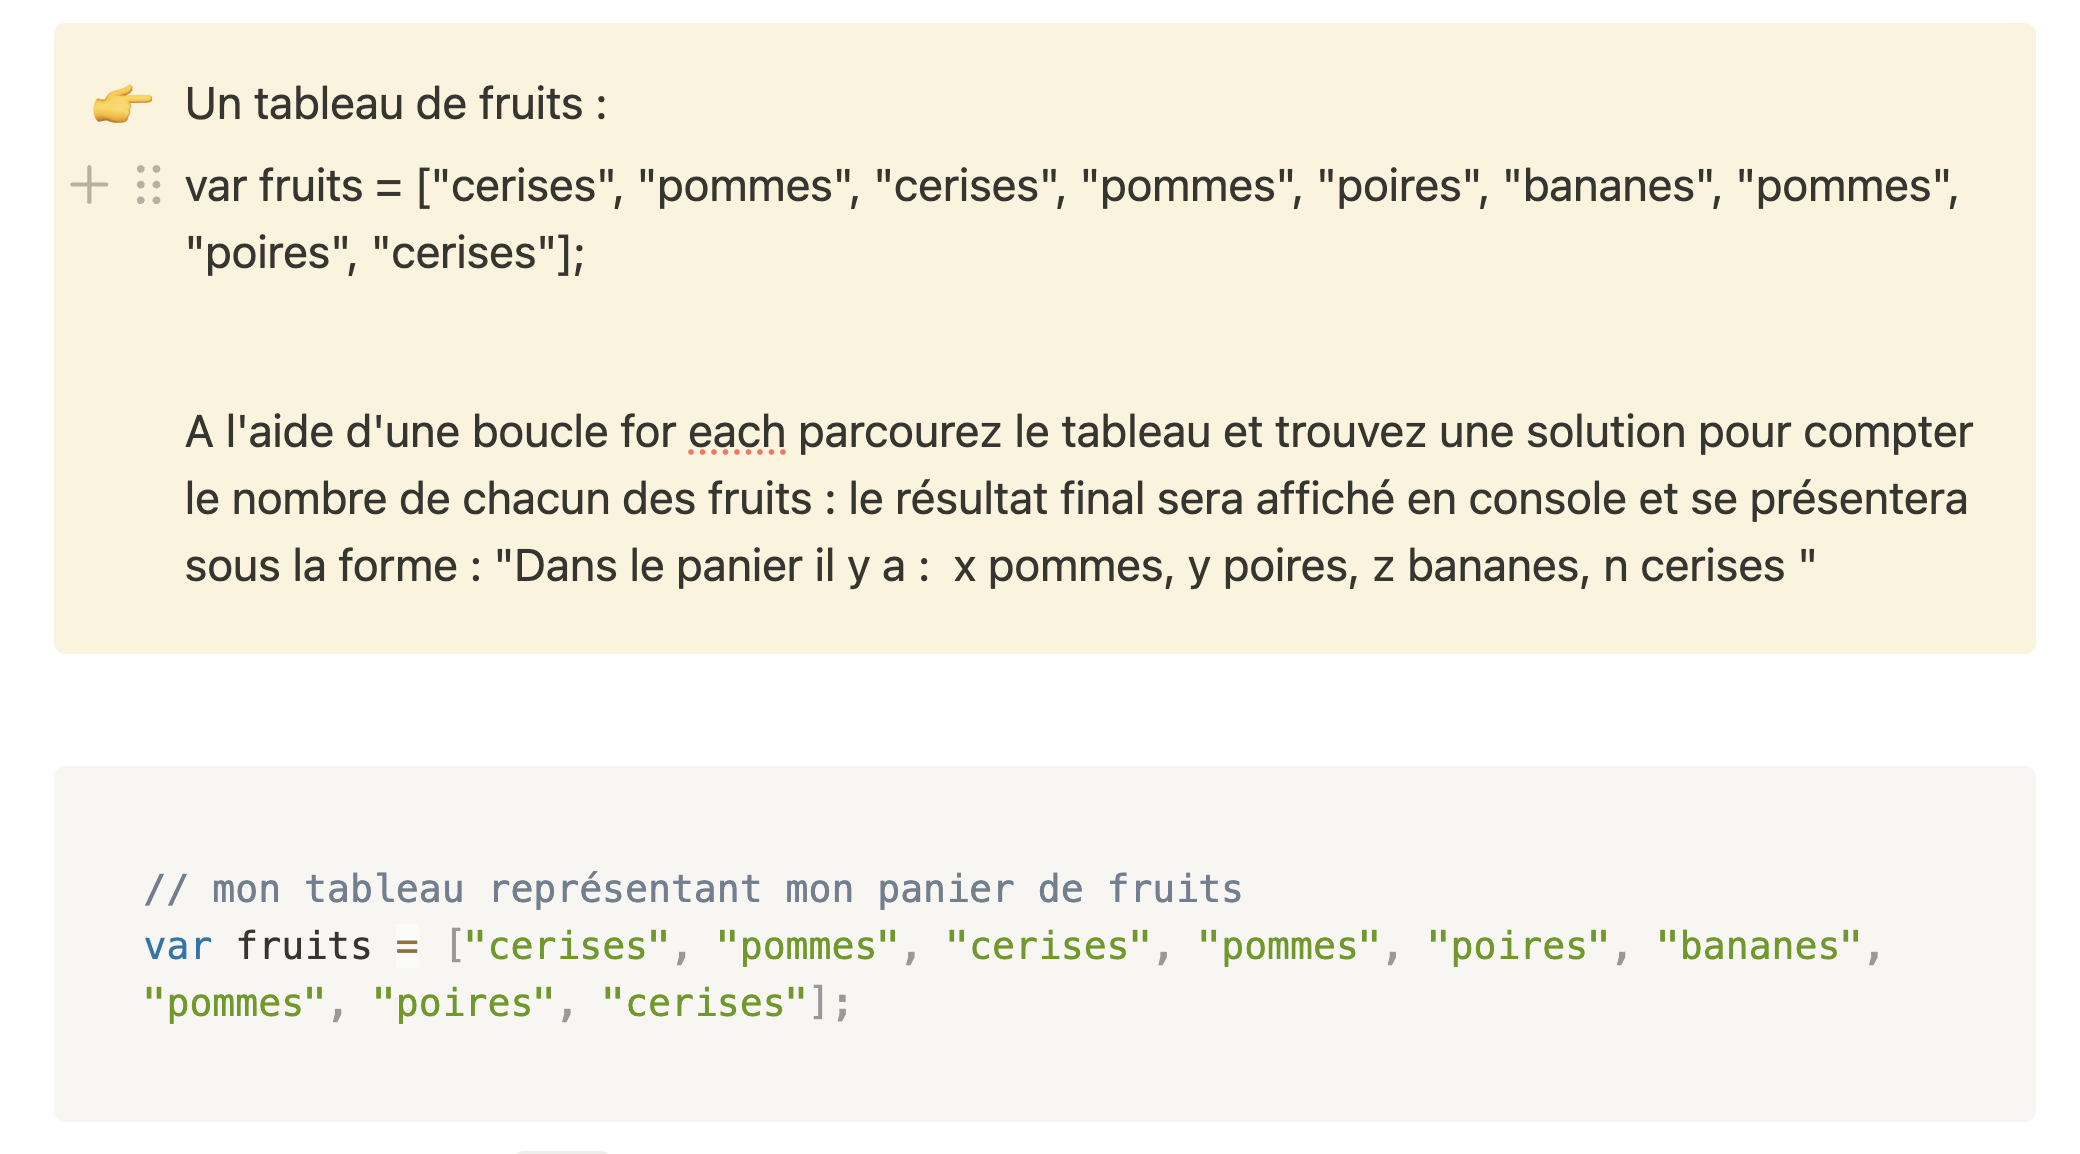 Un tableau de fruits :
var fruits = ["cerises", "pommes", "cerises", "pommes", "poires", "bananes", "pommes",
"poires", "cerises"];
A l'aide d'une boucle for each parcourez le tableau et trouvez une solution pour compter
le nombre de chacun des fruits : le résultat final sera affiché en console et se présentera
sous la forme : "Dans le panier il y a :  x pommes, y poires, z bananes, n cerises "
// mon tableau représentant mon panier de fruits
var fruits = ["cerises", "pommes", "cerises", "pommes", "poires", "bananes",
"pommes", "poires", "cerises"];